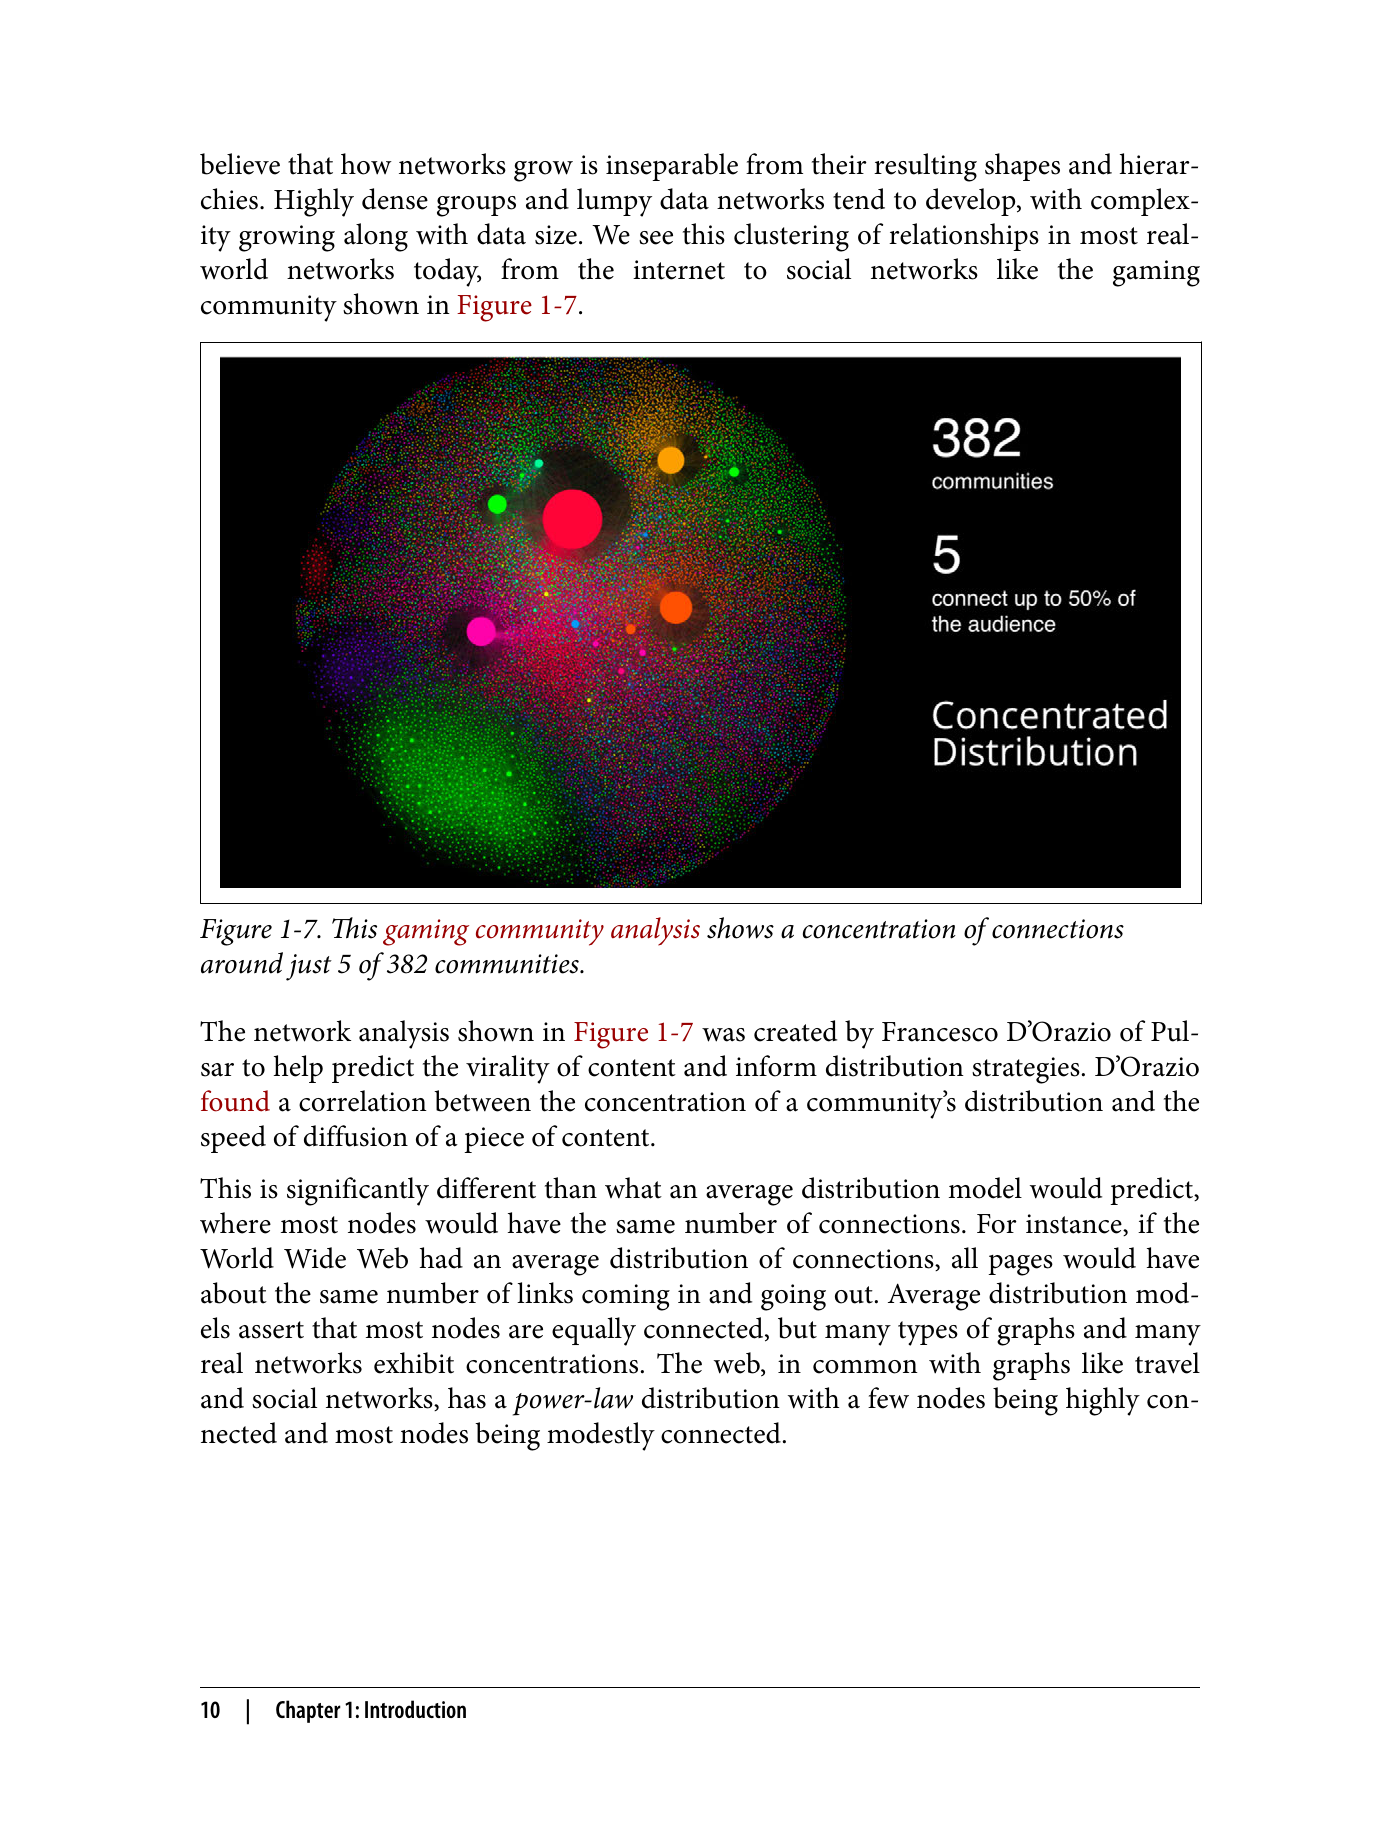 believe that how networks grow is inseparable from their resulting shapes and hierar-
chies. Highly dense groups and lumpy data networks tend to develop, with complex-
ity growing along with data size. We see this clustering of relationships in most real-
world networks today, from the internet to social networks like the gaming
community shown in Figure 1-7.
382
communities
5
connect up to 50% of
the audience
Concentrated
Distribution
Figure 1-7. This gaming community analysis shows a concentration of connections
around just 5 of 382 communities.
The network analysis shown in Figure 1-7 was created by Francesco D’Orazio of Pul-
sar to help predict the virality of content and inform distribution strategies. D’Orazio
found a correlation between the concentration of a community’s distribution and the
speed of diffusion of a piece of content.
This is significantly different than what an average distribution model would predict,
where most nodes would have the same number of connections. For instance, if the
World Wide Web had an average distribution of connections, all pages would have
about the same number of links coming in and going out. Average distribution mod-
els assert that most nodes are equally connected, but many types of graphs and many
real networks exhibit concentrations. The web, in common with graphs like travel
and social networks, has a power-law distribution with a few nodes being highly con-
nected and most nodes being modestly connected.
10 | Chapter 1: Introduction